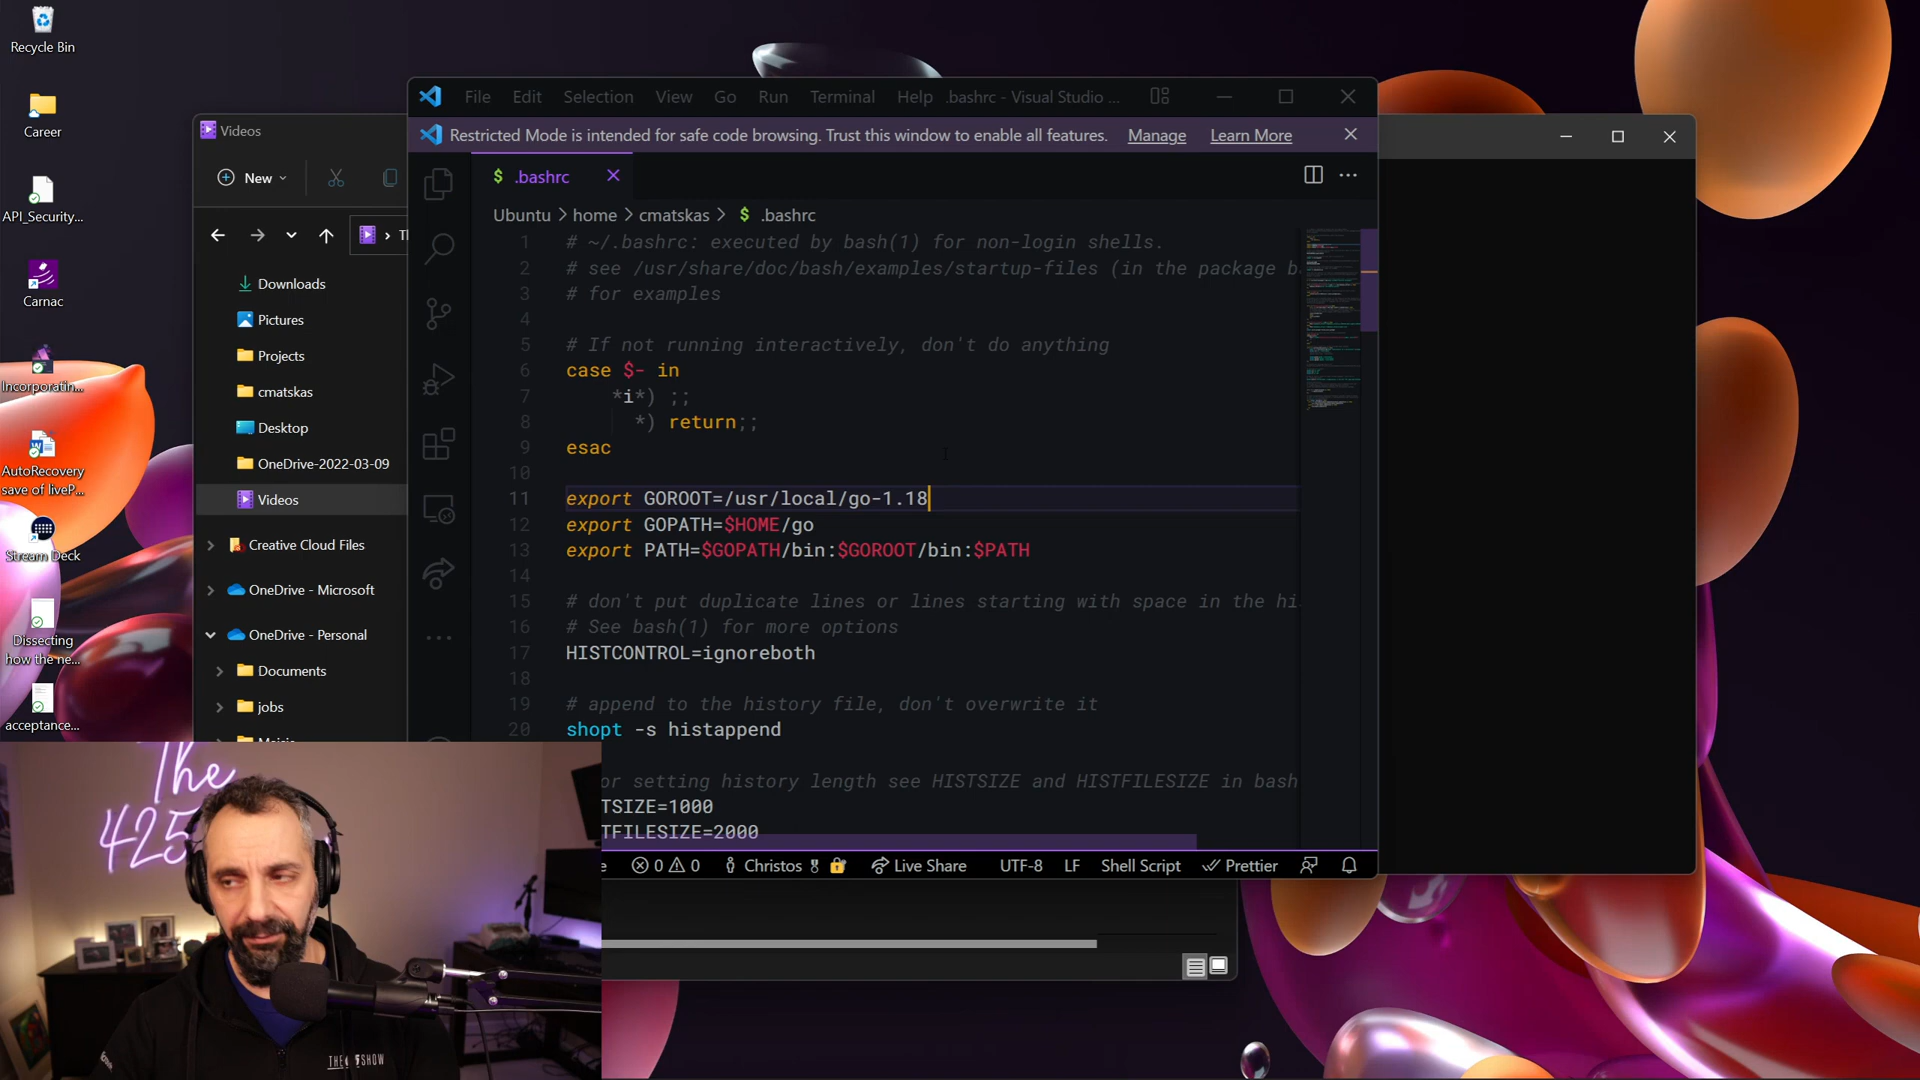 Recycle Bin
Career
API_Security...
Carnac
Incorporatin...
AutoRecovery
save of liveP...
Stream Deck
Dissecting
how the ne...
acceptance...
Videos
New
Downloads
Pictures
Projects
cmatskas
Desktop
OneDrive-2022-03-09
Videos
Creative Cloud Files
OneDrive - Microsoft
OneDrive - Personal
Documents
jobs
File Edit Selection View Go Run Terminal Help .bashrc - Visual Studio ...
Restricted Mode is intended for safe code browsing. Trust this window to enable all features. Manage Learn More
$ .bashrc
Ubuntu > home > cmatskas > $ .bashrc
1 # ~/.bashrc: executed by bash(1) for non-login shells.
2 # see /usr/share/doc/bash/examples/startup-files (in the package b
3 # for examples
4
5 # If not running interactively, don't do anything
6 case $- in
7 *i*) ;;
8 *) return;;
9 esac
10
11 export GOROOT=/usr/local/go-1.18
12 export GOPATH=$HOME/go
13 export PATH=$GOPATH/bin:$GOROOT/bin:$PATH
14
15 # don't put duplicate lines or lines starting with space in the hi
16 # See bash(1) for more options
17 HISTCONTROL=ignoreboth
18
19 # append to the history file, don't overwrite it
20 shopt -s histappend
or setting history length see HISTSIZE and HISTFILESIZE in bash
TSIZE=1000
TFILESIZE=2000
e 0 0 Christos Live Share UTF-8 LF Shell Script Prettier
The
425
THE SHOW